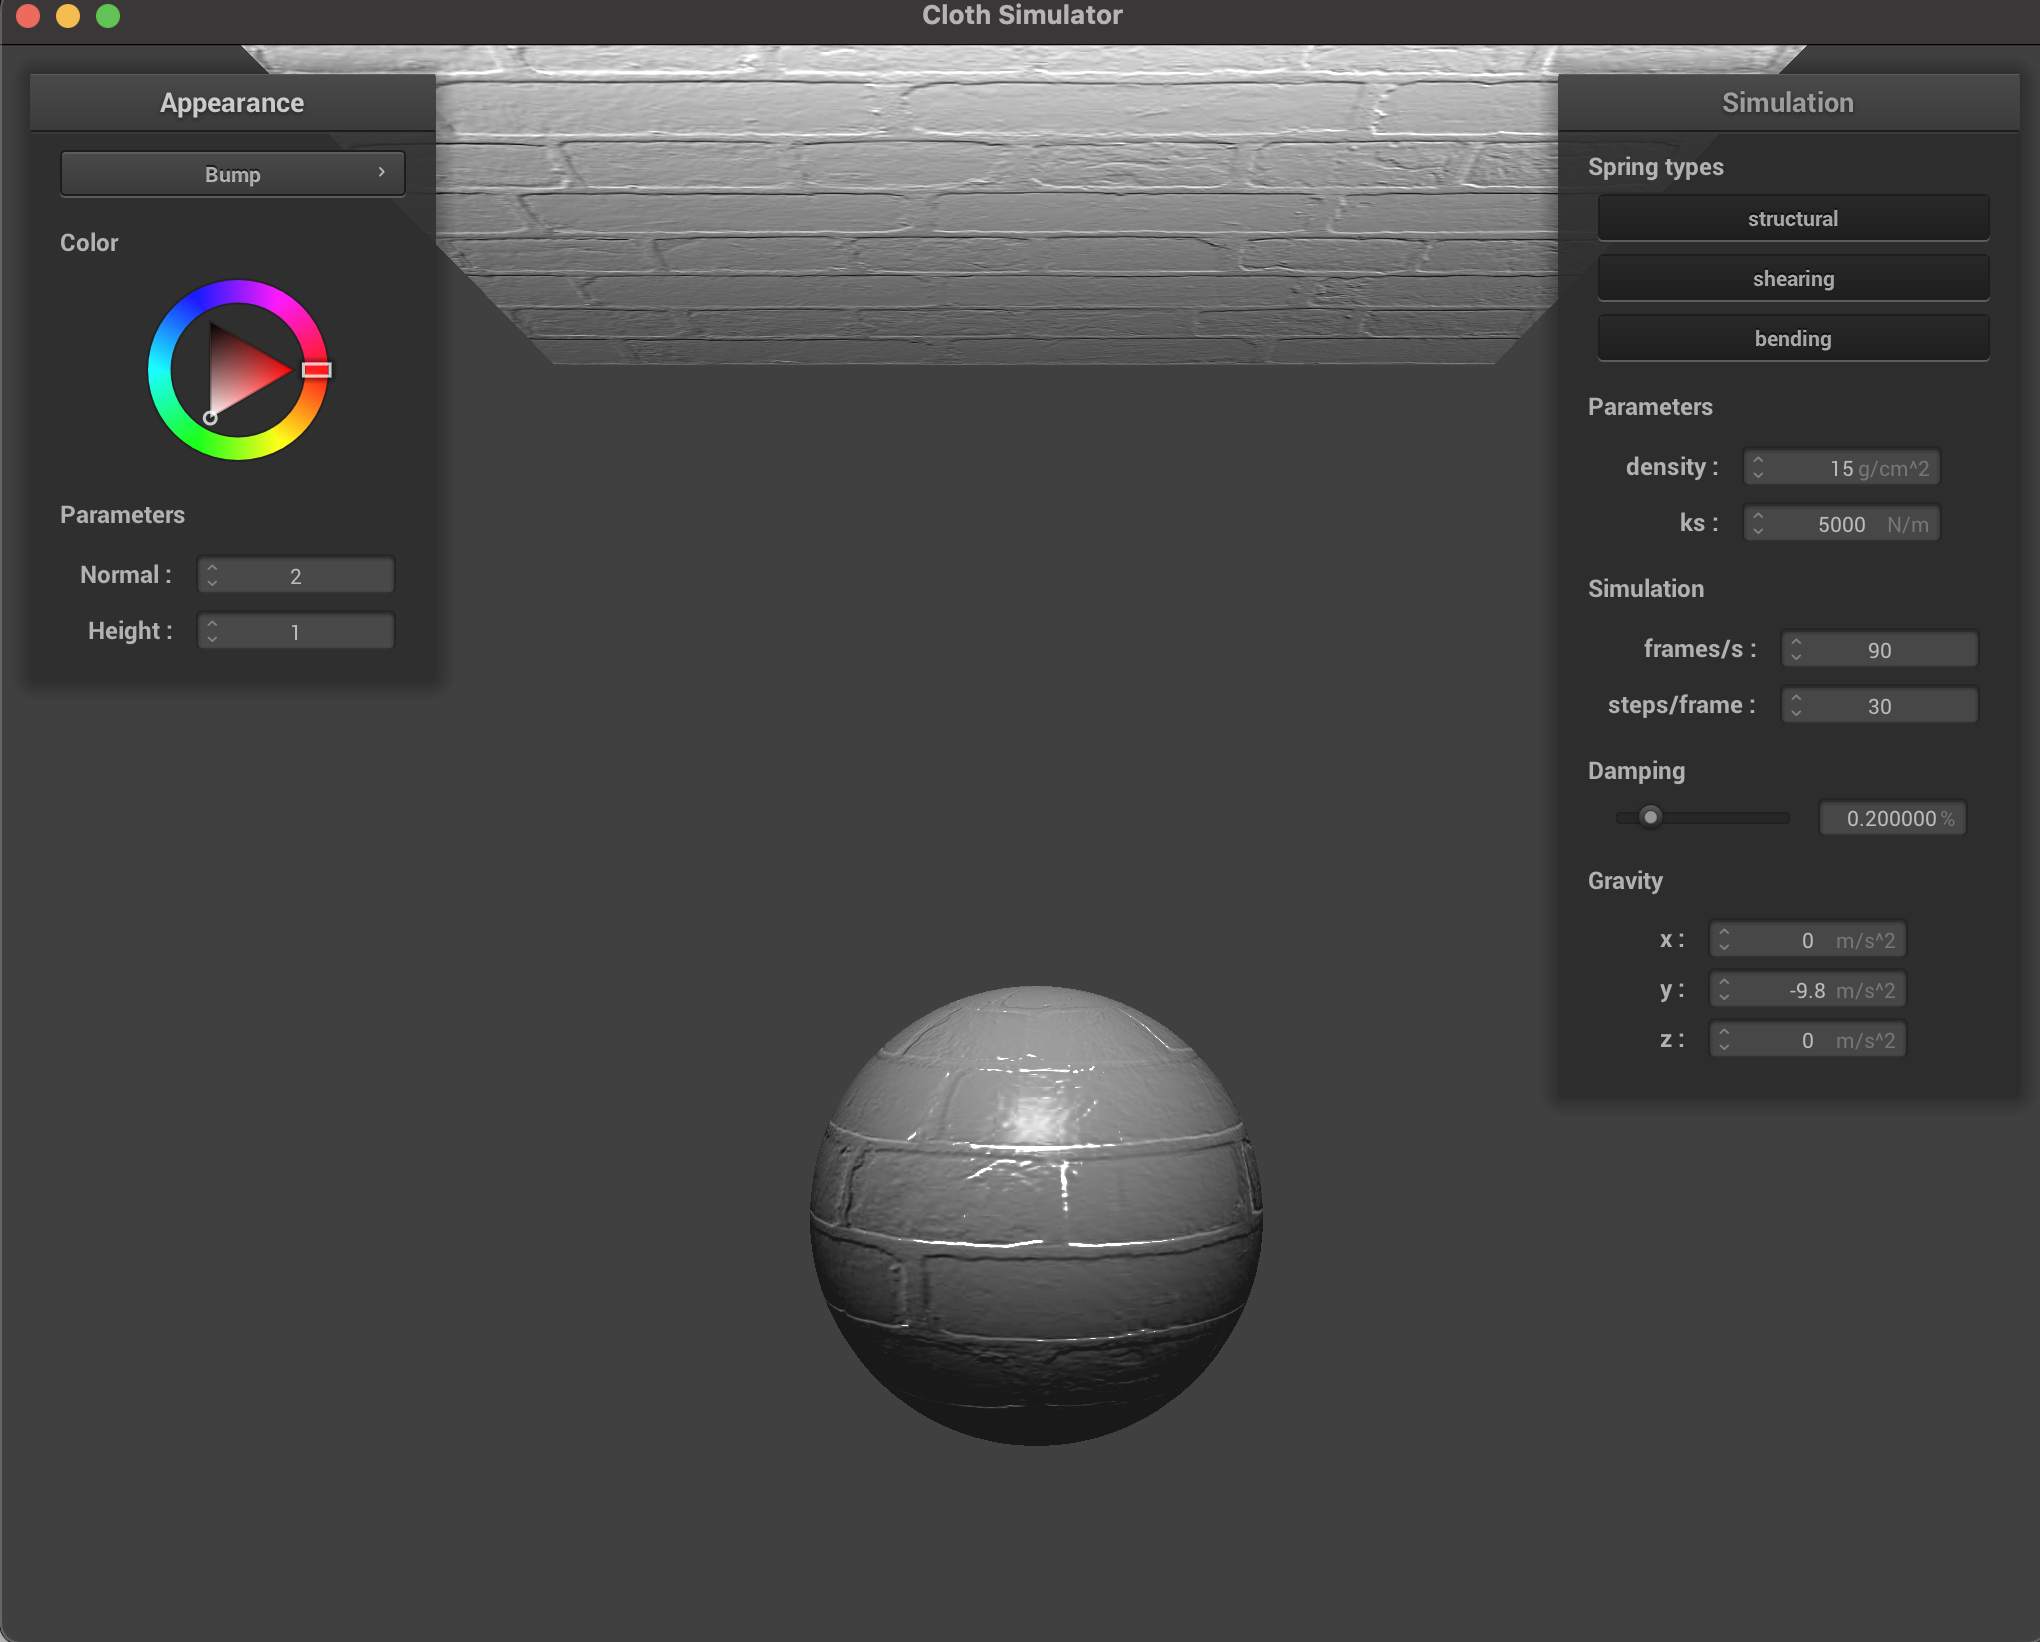 Cloth Simulator
Appearance
Bump
Color
Parameters
Normal : 2
Height : 1
Simulation
Spring types
structural
shearing
bending
Parameters
density : 15 g/cm^2
ks : 5000 N/m
Simulation
frames/s : 90
steps/frame : 30
Damping
0.200000 %
Gravity
x : 0 m/s^2
y : -9.8 m/s^2
z : 0 m/s^2